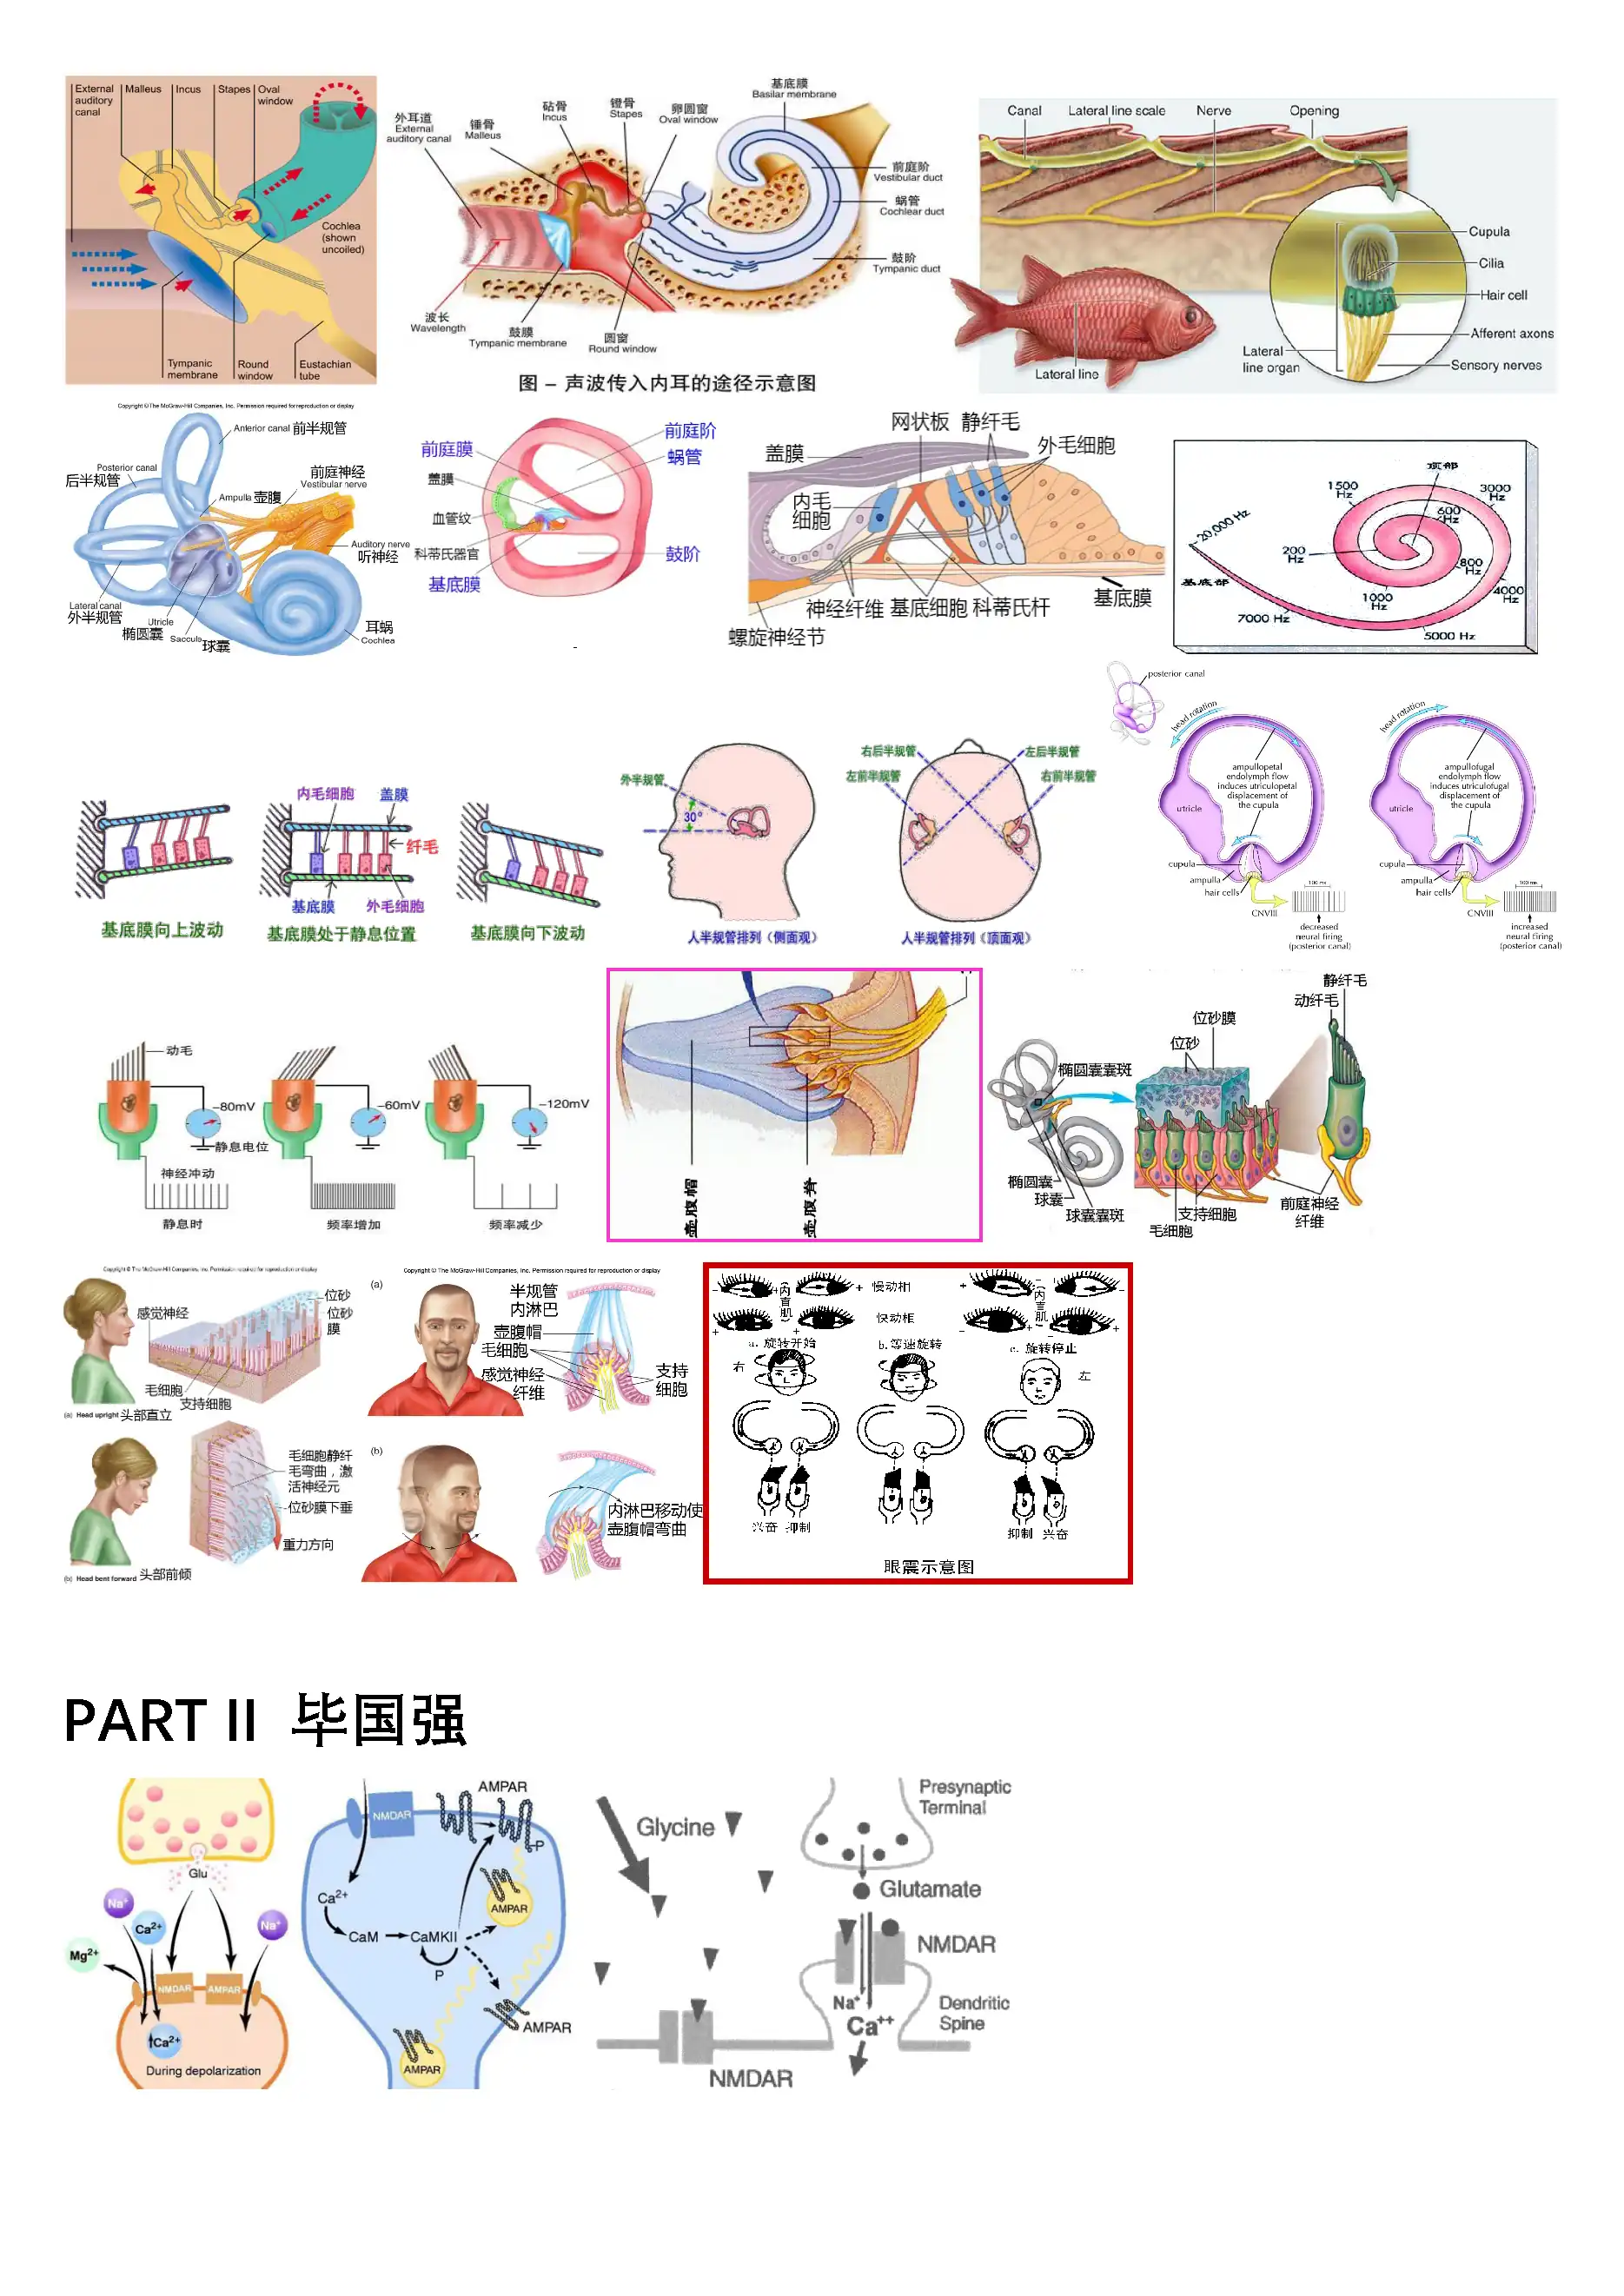 External auditory canal
Malleus
Incus
Stapes
Oval window
Cochlea (shown uncoiled)
Tympanic membrane
Round window
Eustachian tube
基底膜
Basilar membrane
砧骨
Incus
镫骨
Stapes
卵圆窗
Oval window
外耳道
External auditory canal
锤骨
Malleus
前庭阶
Vestibular duct
蜗管
Cochlear duct
鼓阶
Tympanic duct
波长
Wavelength
鼓膜
Tympanic membrane
圆窗
Round window
图 – 声波传入内耳的途径示意图
Canal
Lateral line scale
Nerve
Opening
Cupula
Cilia
Hair cell
Afferent axons
Sensory nerves
Lateral line organ
Lateral line
Copyright © The McGraw-Hill Companies, Inc. Permission required for reproduction or display
Anterior canal 前半规管
Posterior canal
后半规管
前庭神经
Vestibular nerve
Ampulla 壶腹
Auditory nerve
听神经
Lateral canal
外半规管
Utricle
椭圆囊
Saccule
球囊
耳蜗
Cochlea
前庭膜
前庭阶
蜗管
盖膜
血管纹
科蒂氏器官
基底膜
鼓阶
网状板
静纤毛
外毛细胞
盖膜
内毛细胞
神经纤维
基底细胞
科蒂氏杆
基底膜
螺旋神经节
顶部
1500 Hz
3000 Hz
600 Hz
20,000 Hz
200 Hz
800 Hz
基底部
1000 Hz
4000 Hz
7000 Hz
5000 Hz
内毛细胞
盖膜
纤毛
基底膜
外毛细胞
基底膜向上波动
基底膜处于静息位置
基底膜向下波动
外半规管
30°
人半规管排列（侧面观）
右后半规管
左后半规管
左前半规管
右前半规管
人半规管排列（顶面观）
posterior canal
head rotation
ampullopetal endolymph flow induces utriculopetal displacement of the cupula
utricle
cupula
ampulla
hair cells
CNVIII
100 ms
decreased neural firing (posterior canal)
head rotation
ampullofugal endolymph flow induces utriculofugal displacement of the cupula
utricle
cupula
ampulla
hair cells
CNVIII
100 ms
increased neural firing (posterior canal)
动毛
–80mV
静息电位
神经冲动
静息时
–60mV
频率增加
–120mV
频率减少
壶腹帽
壶腹脊
静纤毛
动纤毛
位砂膜
位砂
椭圆囊囊斑
椭圆囊
球囊
球囊囊斑
支持细胞
毛细胞
前庭神经纤维
Copyright © The McGraw-Hill Companies, Inc. Permission required for reproduction or display
感觉神经
位砂
位砂膜
毛细胞
支持细胞
(a) Head upright 头部直立
毛细胞静纤毛弯曲，激活神经元
位砂膜下垂
重力方向
(b) Head bent forward 头部前倾
Copyright © The McGraw-Hill Companies, Inc. Permission required for reproduction or display
(a)
半规管内淋巴
壶腹帽
毛细胞
感觉神经纤维
支持细胞
(b)
内淋巴移动使壶腹帽弯曲
(内直肌)
慢动相
快动相
(内直肌)
a. 旋转开始
b. 等速旋转
c. 旋转停止
右
左
兴奋 抑制
抑制 兴奋
眼震示意图
PART II 毕国强
Glu
Na⁺
Ca²⁺
Na⁺
Mg²⁺
NMDAR
AMPAR
↑Ca²⁺
During depolarization
NMDAR
AMPAR
P
Ca²⁺
AMPAR
CaM
CaMKII
P
AMPAR
AMPAR
Glycine
Presynaptic Terminal
Glutamate
NMDAR
Na⁺
Ca⁺⁺
Dendritic Spine
NMDAR